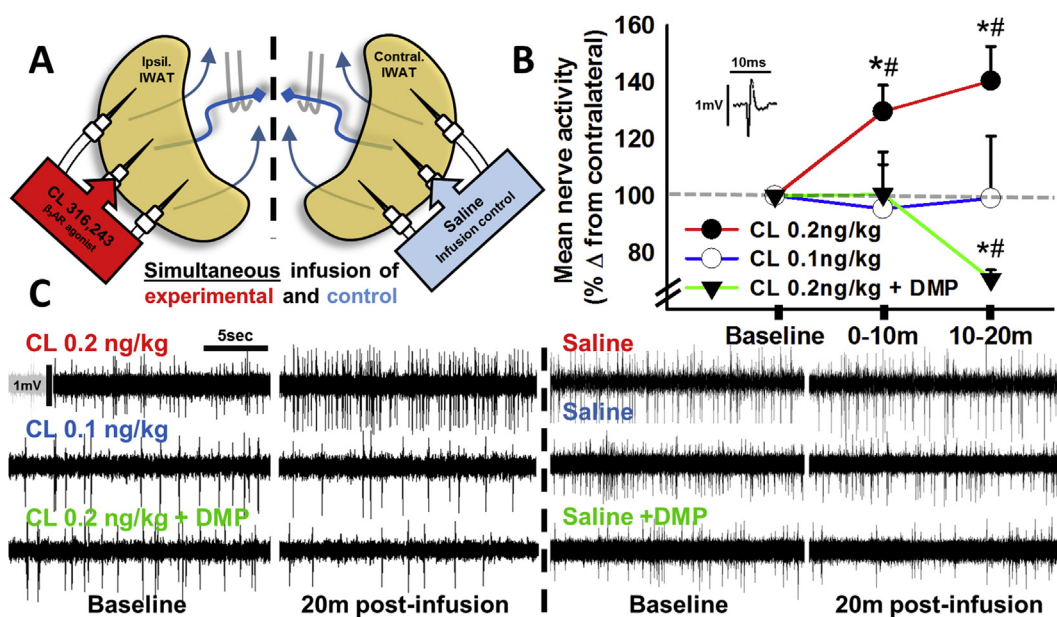 A
Ipsil.
IWAT
Contral.
IWAT
CL 316,243
β₃AR agonist
Saline
Infusion control
Simultaneous infusion of
experimental and control
B
Mean nerve activity
(% Δ from contralateral)
160
140
120
100
80
10ms
1mV
*#
*#
*#
CL 0.2ng/kg
CL 0.1ng/kg
CL 0.2ng/kg + DMP
Baseline
0-10m
10-20m
C
CL 0.2 ng/kg
5sec
1mV
CL 0.1 ng/kg
CL 0.2 ng/kg + DMP
Baseline
20m post-infusion
Saline
Saline
Saline +DMP
Baseline
20m post-infusion